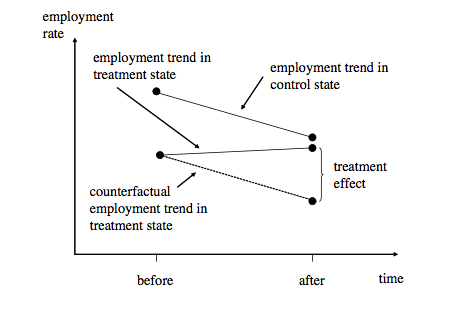 employment
rate
employment trend in
treatment state
employment trend in
control state
treatment
effect
counterfactual
employment trend in
treatment state
before
after
time